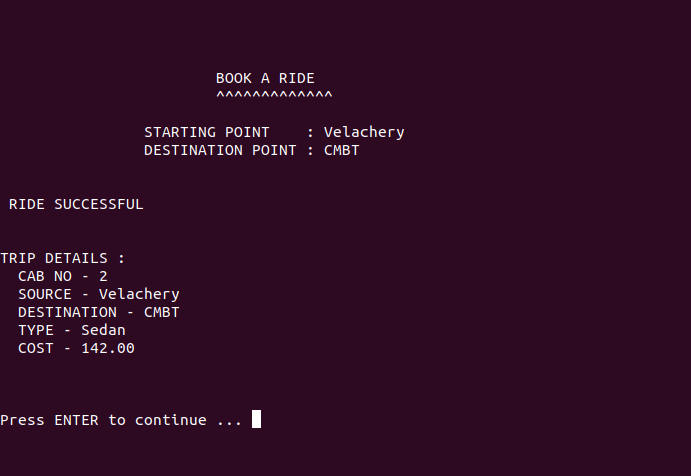 BOOK A RIDE
^^^^^^^^^^^^^
STARTING POINT    : Velachery
DESTINATION POINT : CMBT
RIDE SUCCESSFUL
TRIP DETAILS :
CAB NO - 2
SOURCE - Velachery
DESTINATION - CMBT
TYPE - Sedan
COST - 142.00
Press ENTER to continue ...